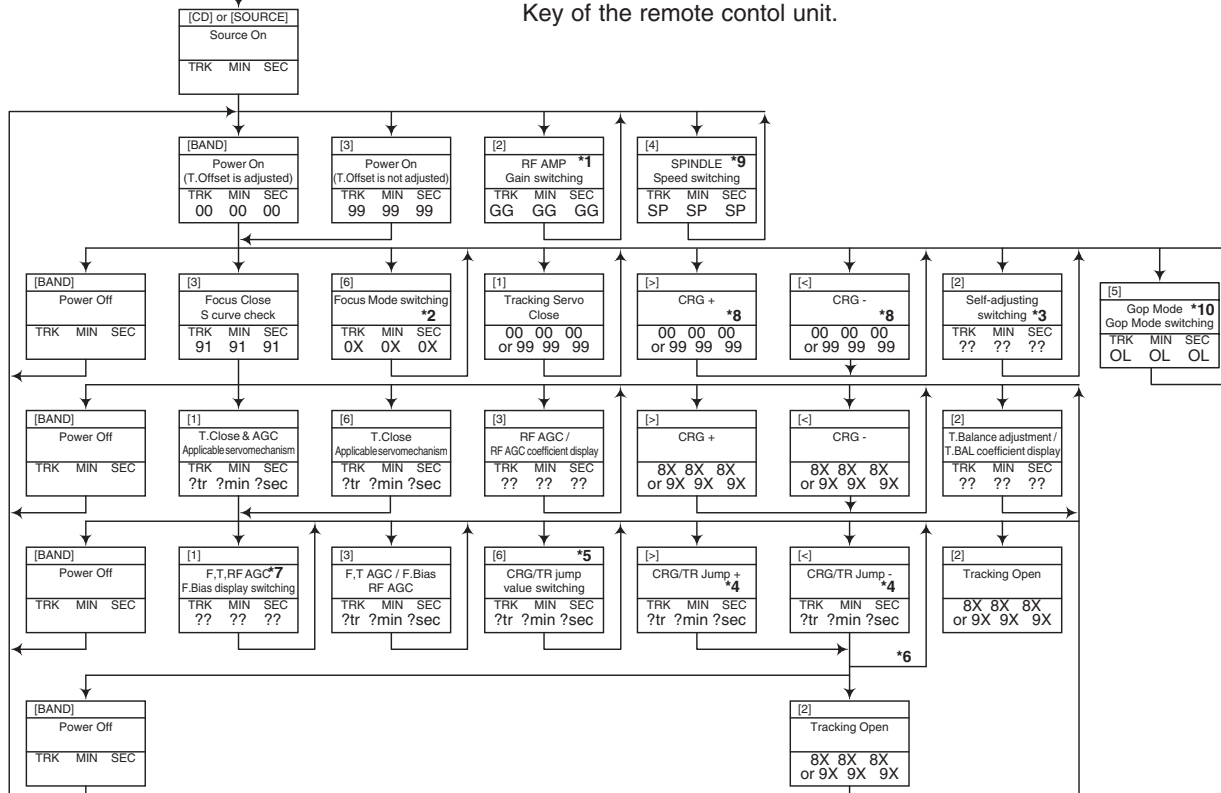 Key of the remote contol unit.
[CD] or [SOURCE]
Source On
TRK MIN SEC
[BAND]
Power On
(T.Offset is adjusted)
TRK MIN SEC
00 00 00
[3]
Power On
(T.Offset is not adjusted)
TRK MIN SEC
99 99 99
[2]
RF AMP *1
Gain switching
TRK MIN SEC
GG GG GG
[4]
SPINDLE *9
Speed switching
TRK MIN SEC
SP SP SP
[BAND]
Power Off
TRK MIN SEC
[3]
Focus Close
S curve check
TRK MIN SEC
91 91 91
[6]
Focus Mode switching
*2
TRK MIN SEC
0X 0X 0X
[1]
Tracking Servo
Close
00 00 00
or 99 99 99
[>]
CRG +
*8
00 00 00
or 99 99 99
[<]
CRG -
*8
00 00 00
or 99 99 99
[2]
Self-adjusting
switching *3
TRK MIN SEC
?? ?? ??
[5]
Gop Mode *10
Gop Mode switching
TRK MIN SEC
OL OL OL
[BAND]
Power Off
TRK MIN SEC
[1]
T.Close & AGC
Applicable servomechanism
TRK MIN SEC
?tr ?min ?sec
[6]
T.Close
Applicable servomechanism
TRK MIN SEC
?tr ?min ?sec
[3]
RF AGC /
RF AGC coefficient display
TRK MIN SEC
?? ?? ??
[>]
CRG +
8X 8X 8X
or 9X 9X 9X
[<]
CRG -
8X 8X 8X
or 9X 9X 9X
[2]
T.Balance adjustment /
T.BAL coefficient display
TRK MIN SEC
?? ?? ??
[BAND]
Power Off
TRK MIN SEC
[1]
F,T,RF AGC *7
F.Bias display switching
TRK MIN SEC
?? ?? ??
[3]
F,T AGC / F.Bias
RF AGC
TRK MIN SEC
?tr ?min ?sec
[6] *5
CRG/TR jump
value switching
TRK MIN SEC
?tr ?min ?sec
[>]
CRG/TR Jump +
*4
TRK MIN SEC
?tr ?min ?sec
[<]
CRG/TR Jump -
*4
TRK MIN SEC
?tr ?min ?sec
[2]
Tracking Open
8X 8X 8X
or 9X 9X 9X
*6
[BAND]
Power Off
TRK MIN SEC
[2]
Tracking Open
8X 8X 8X
or 9X 9X 9X